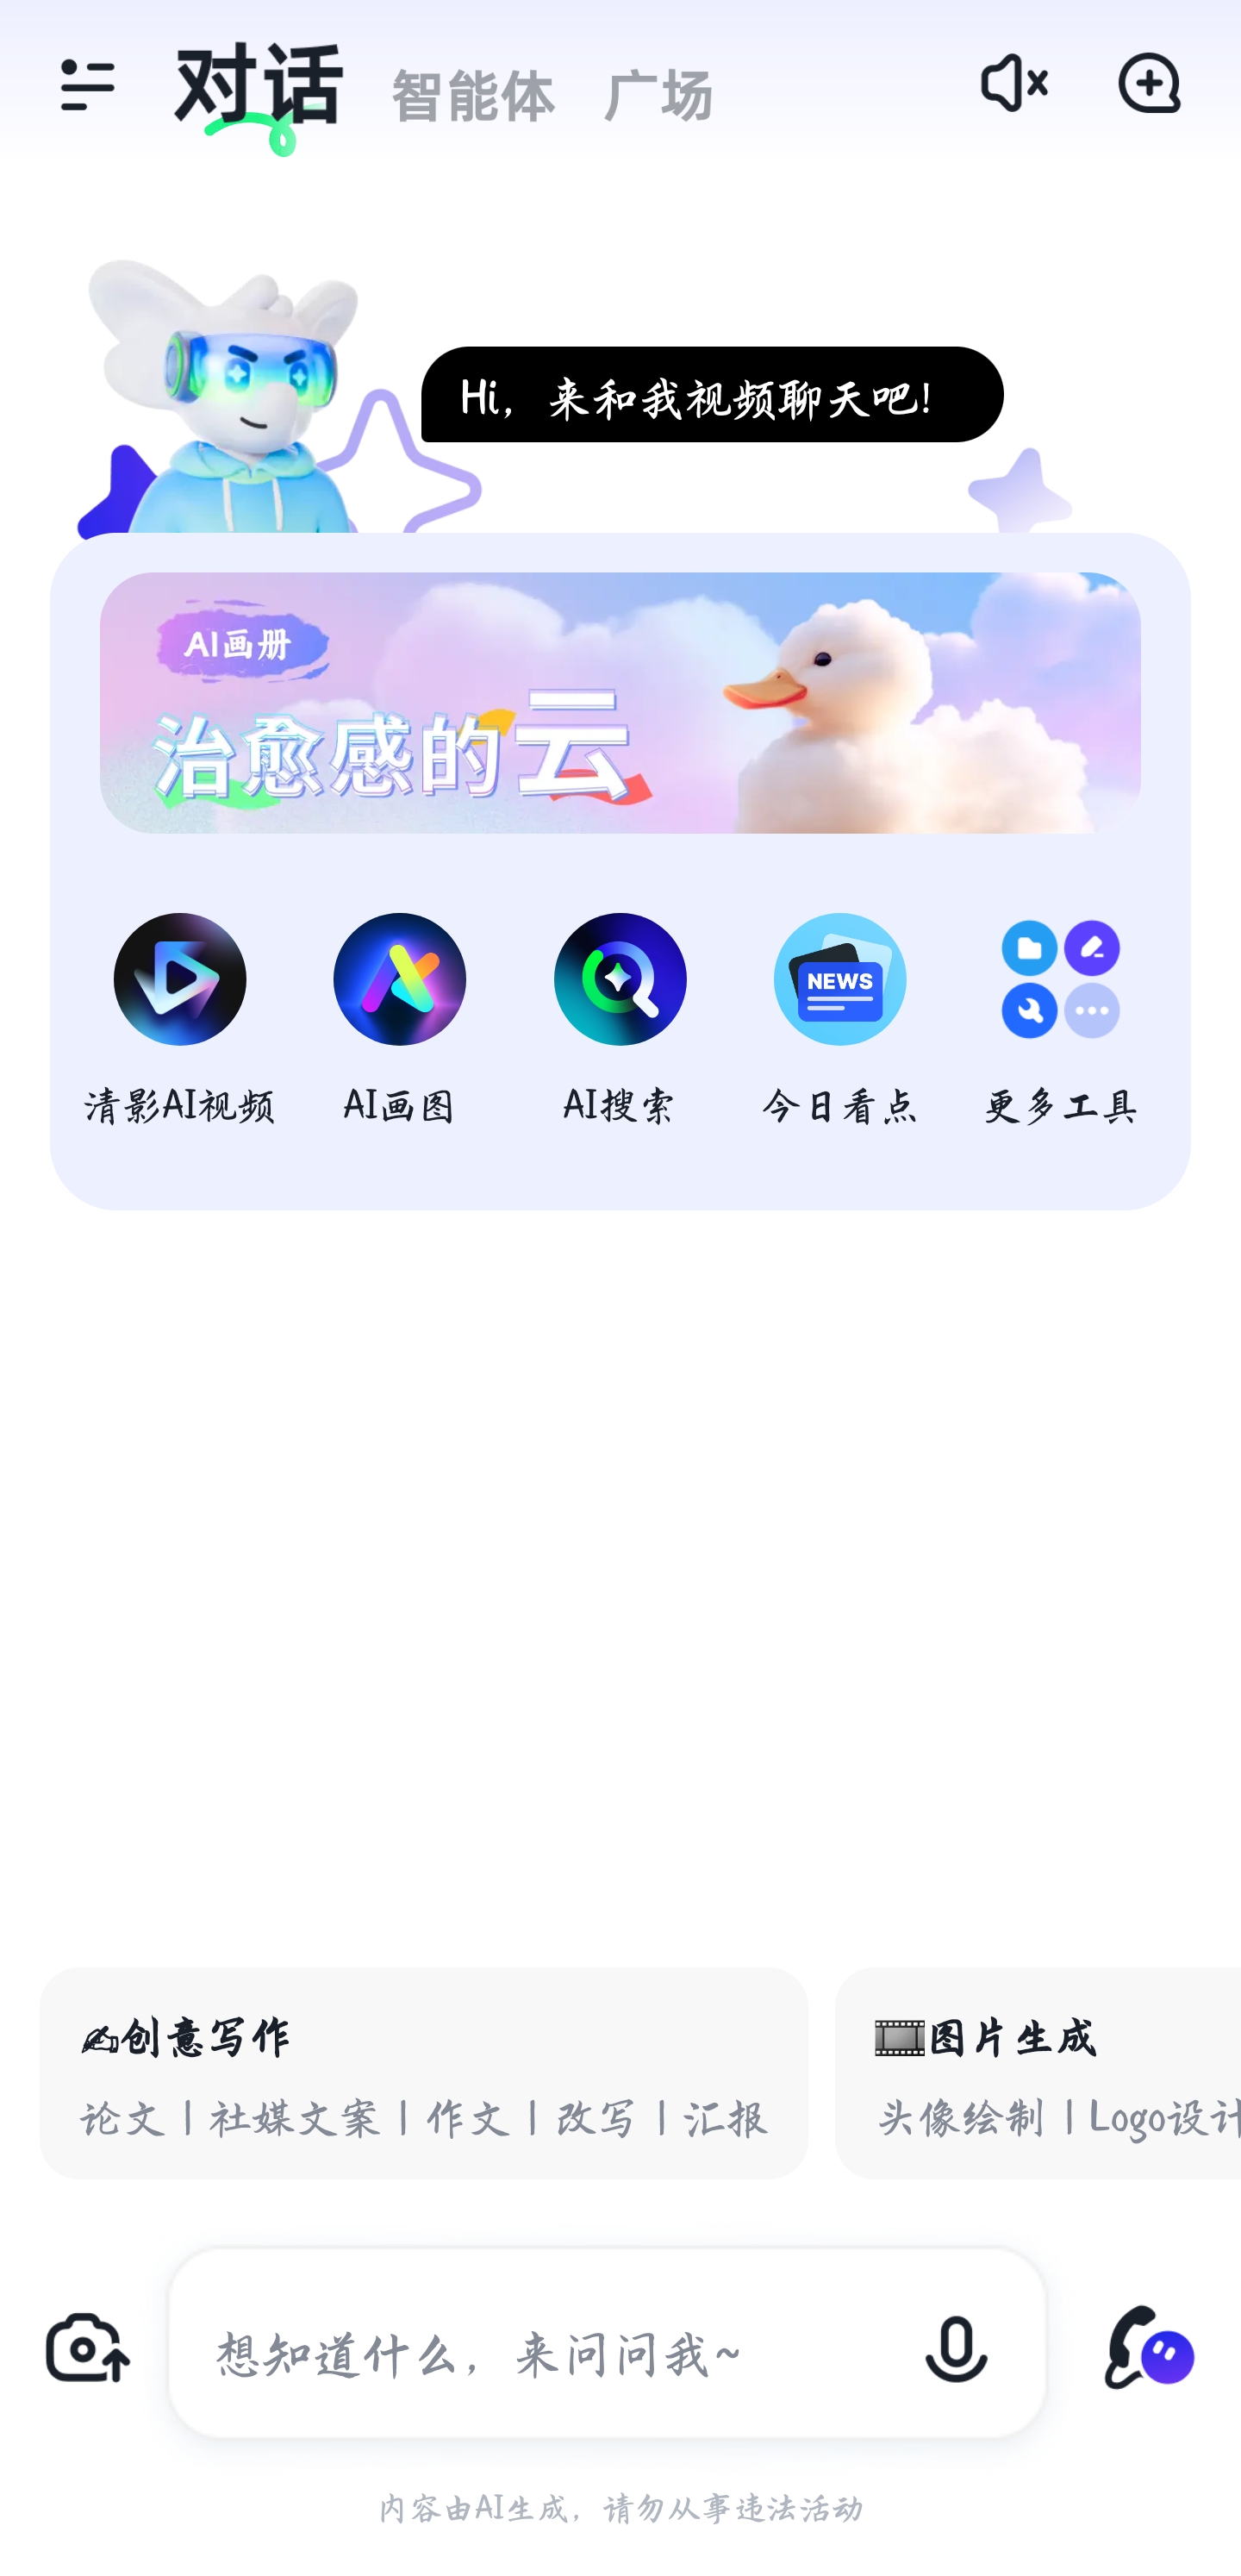 对话 智能体 广场
Hi，来和我视频聊天吧！
AI画册
治愈感的云
NEWS
清影AI视频 AI画图 AI搜索 今日看点 更多工具
✍创意写作
论文 | 社媒文案 | 作文 | 改写 | 汇报
🎞图片生成
头像绘制 | Logo设计
想知道什么，来问问我~
内容由AI生成，请勿从事违法活动